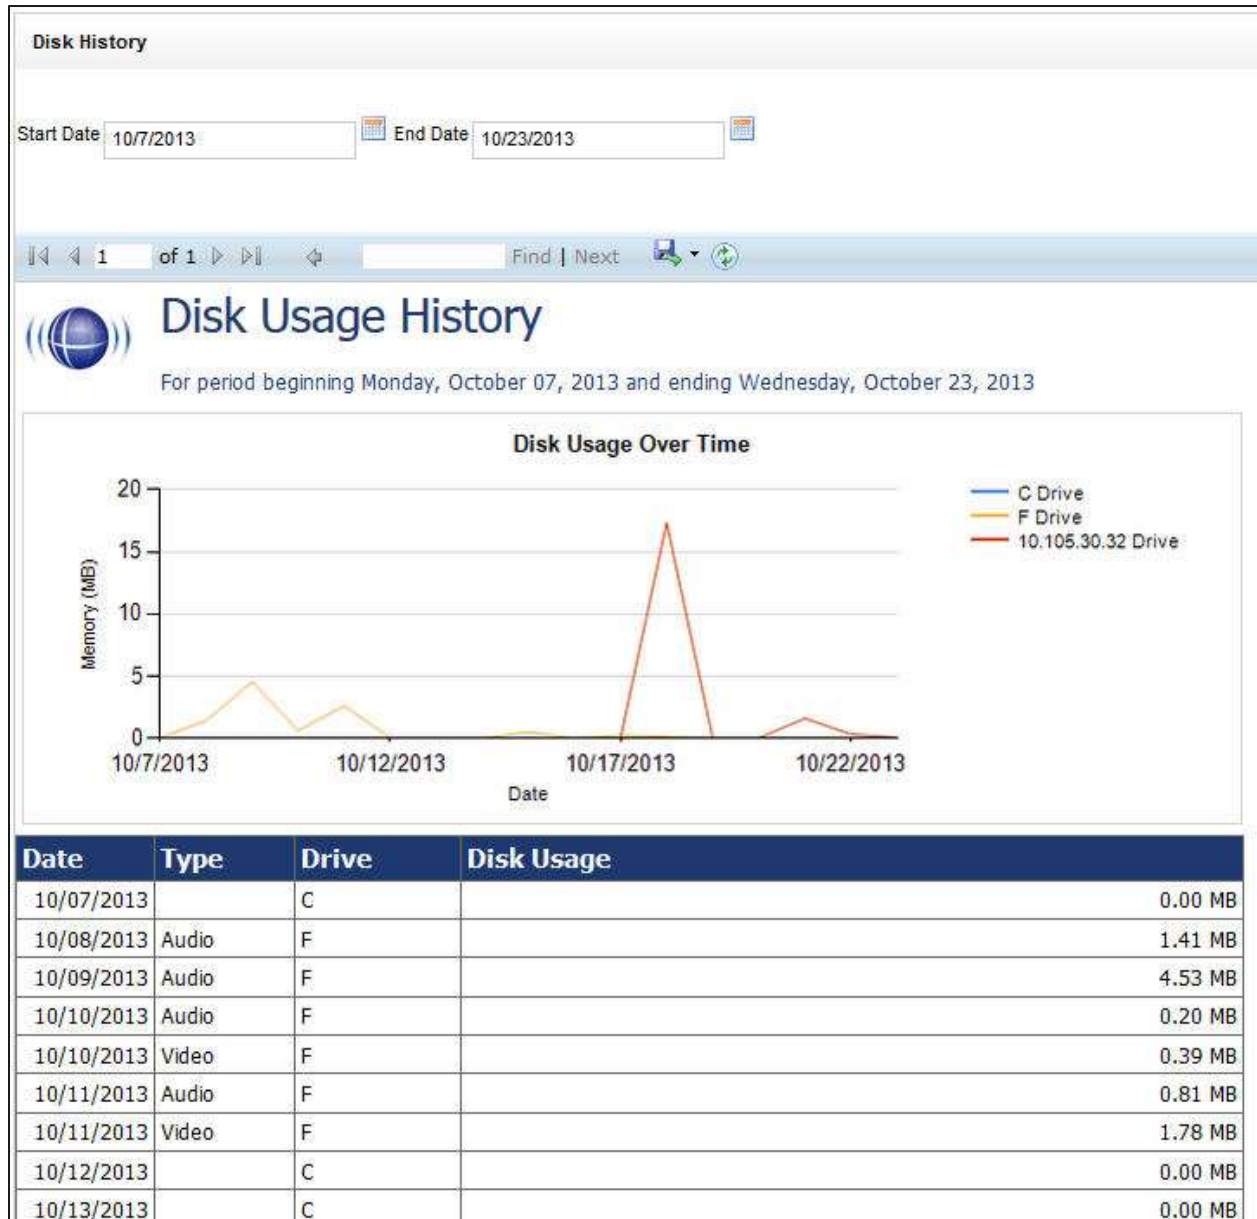 Disk History
Start Date 10/7/2013 End Date 10/23/2013
1 of 1 Find | Next
Disk Usage History
For period beginning Monday, October 07, 2013 and ending Wednesday, October 23, 2013
Disk Usage Over Time
20
15
10
5
0
Memory (MB)
10/7/2013 10/12/2013 10/17/2013 10/22/2013
Date
C Drive
F Drive
10.105.30.32 Drive
Date Type Drive Disk Usage
10/07/2013 C 0.00 MB
10/08/2013 Audio F 1.41 MB
10/09/2013 Audio F 4.53 MB
10/10/2013 Audio F 0.20 MB
10/10/2013 Video F 0.39 MB
10/11/2013 Audio F 0.81 MB
10/11/2013 Video F 1.78 MB
10/12/2013 C 0.00 MB
10/13/2013 C 0.00 MB